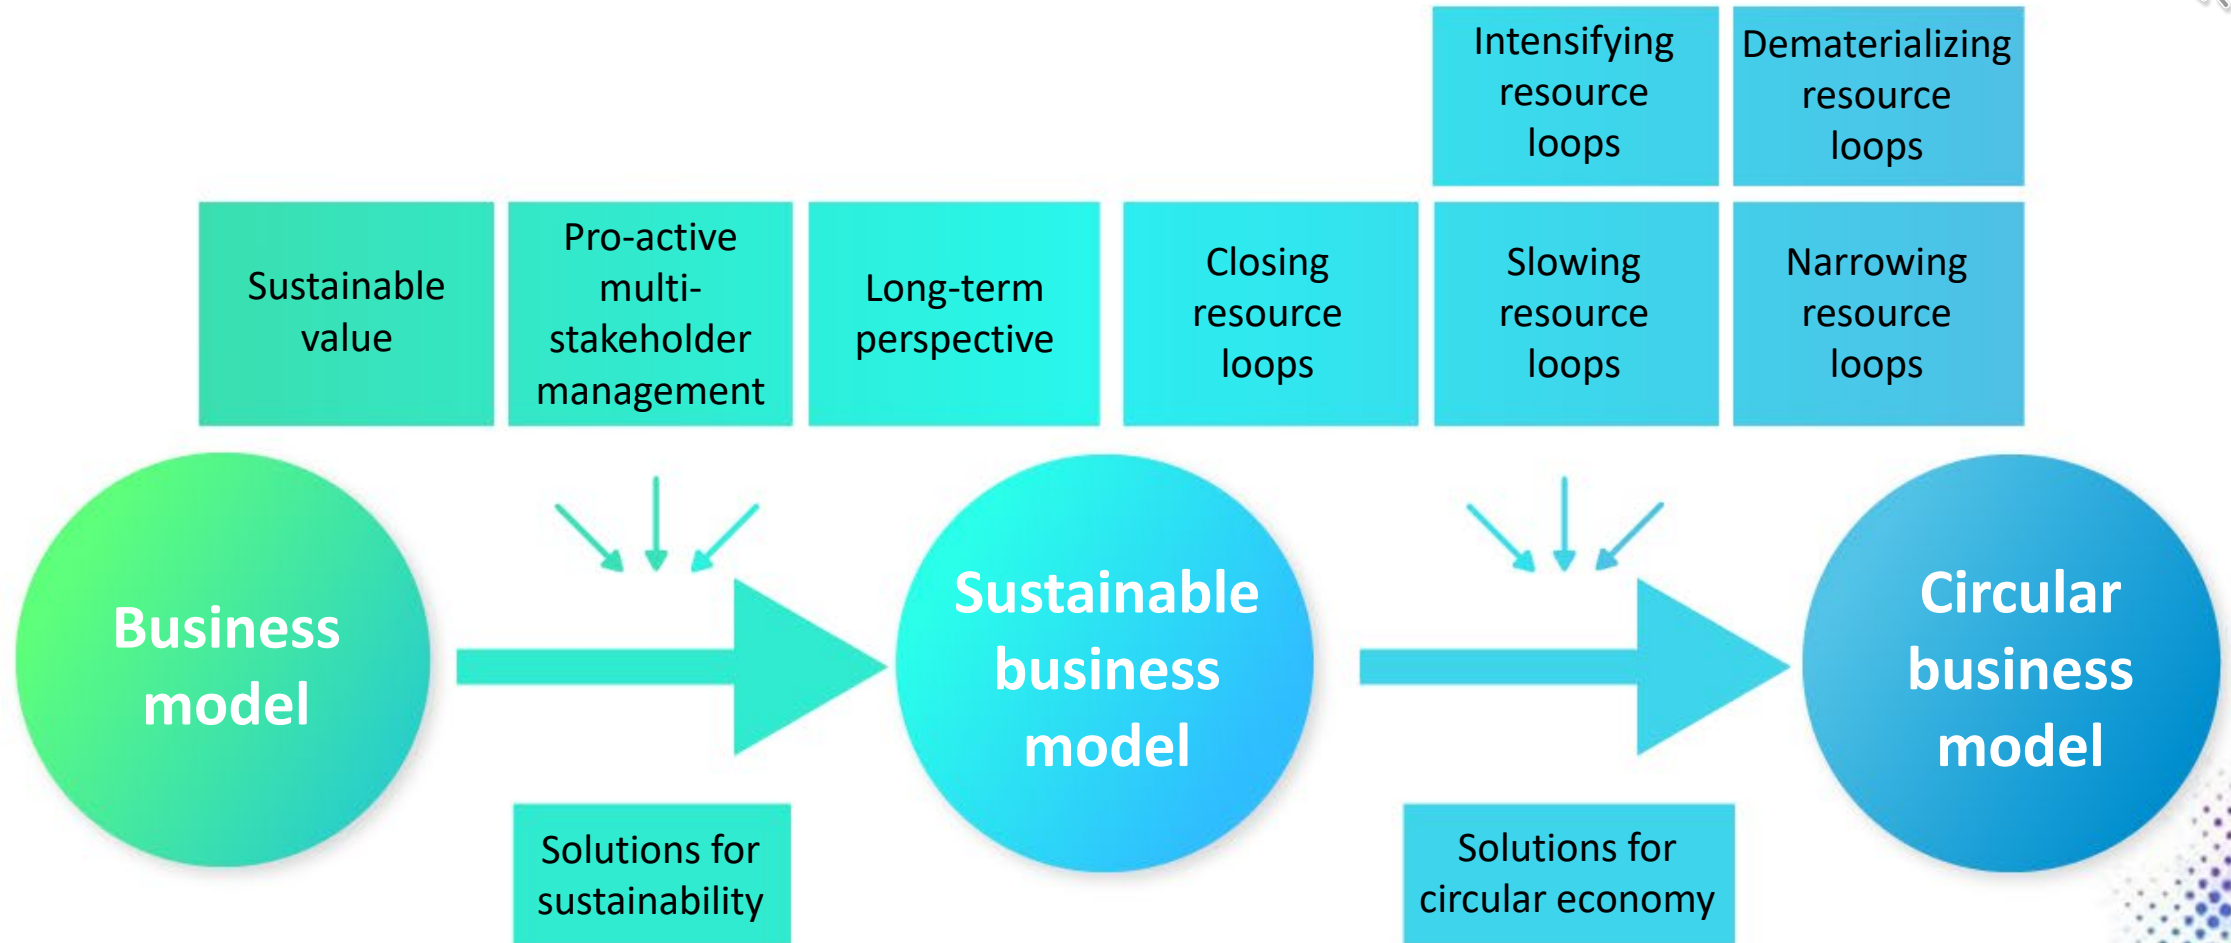 Intensifying
resource
loops
Dematerializing
resource
loops
Sustainable
value
Pro-active
multi-
stakeholder
management
Long-term
perspective
Closing
resource
loops
Slowing
resource
loops
Narrowing
resource
loops
Business
model
Sustainable
business
model
Circular
business
model
Solutions for
sustainability
Solutions for
circular economy